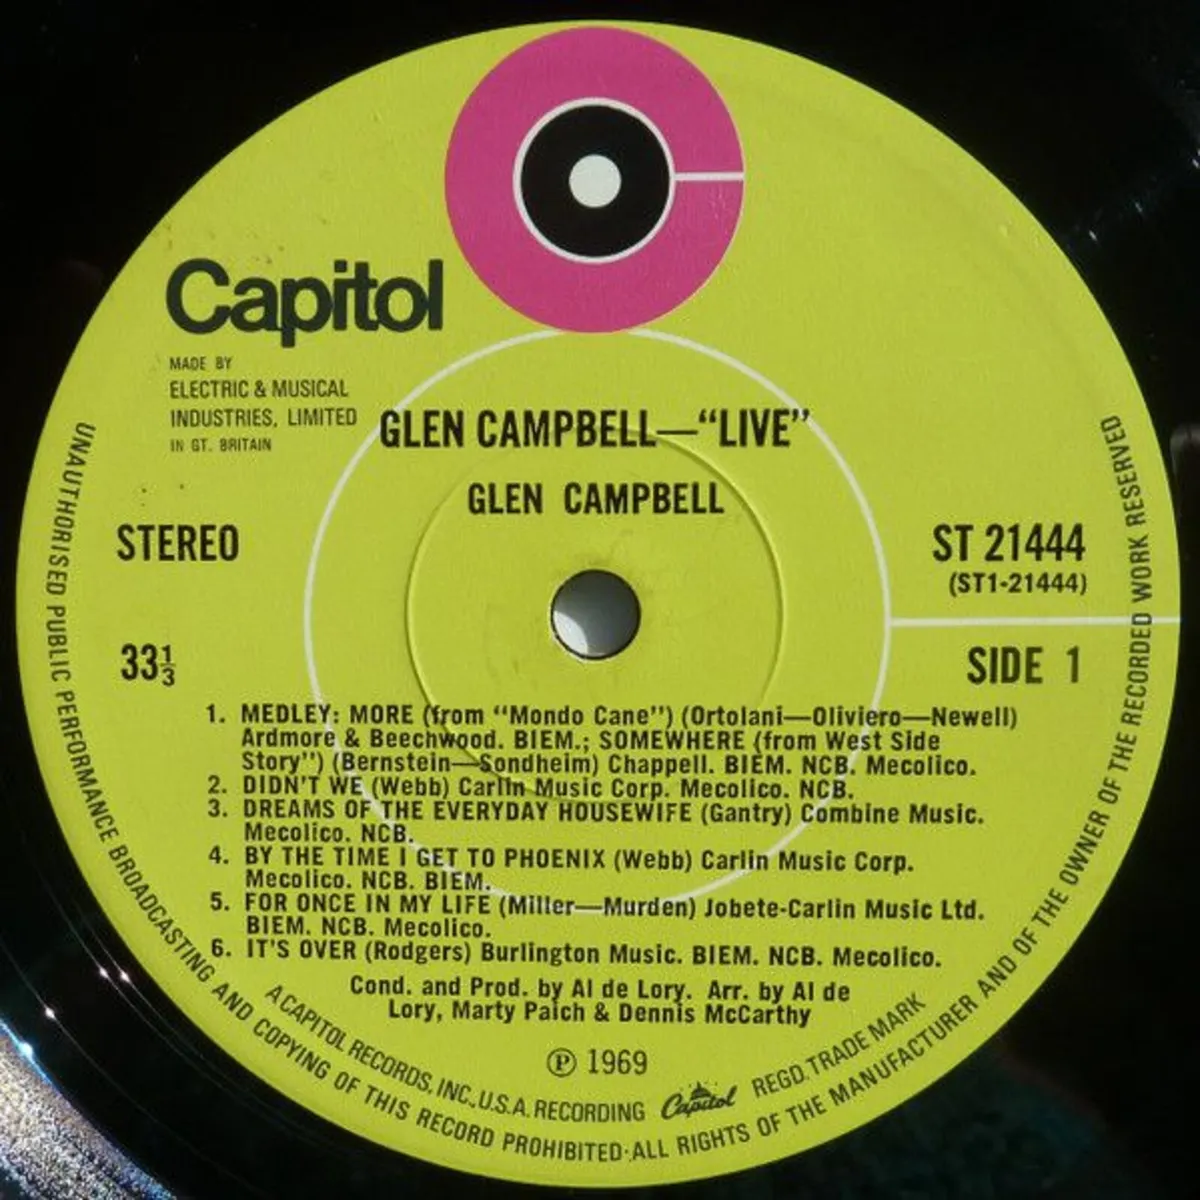 Capitol
MADE BY
ELECTRIC & MUSICAL
INDUSTRIES, LIMITED
IN GT. BRITAIN
GLEN CAMPBELL—“LIVE”
GLEN CAMPBELL
STEREO
ST 21444
(ST1-21444)
33⅓
SIDE 1
1. MEDLEY: MORE (from “Mondo Cane”) (Ortolani—Oliviero—Newell)
Ardmore & Beechwood. BIEM.; SOMEWHERE (from West Side
Story”) (Bernstein—Sondheim) Chappell. BIEM. NCB. Mecolico.
2. DIDN'T WE (Webb) Carlin Music Corp. Mecolico. NCB.
3. DREAMS OF THE EVERYDAY HOUSEWIFE (Gantry) Combine Music.
Mecolico. NCB.
4. BY THE TIME I GET TO PHOENIX (Webb) Carlin Music Corp.
Mecolico. NCB. BIEM.
5. FOR ONCE IN MY LIFE (Miller—Murden) Jobete-Carlin Music Ltd.
BIEM. NCB. Mecolico.
6. IT'S OVER (Rodgers) Burlington Music. BIEM. NCB. Mecolico.
Cond. and Prod. by Al de Lory. Arr. by Al de
Lory, Marty Paich & Dennis McCarthy
℗ 1969
A CAPITOL RECORDS, INC., U.S.A. RECORDING Capitol REGD. TRADE MARK
UNAUTHORISED PUBLIC PERFORMANCE BROADCASTING AND COPYING OF THIS RECORD PROHIBITED·ALL RIGHTS OF THE MANUFACTURER AND OF THE OWNER OF THE RECORDED WORK RESERVED